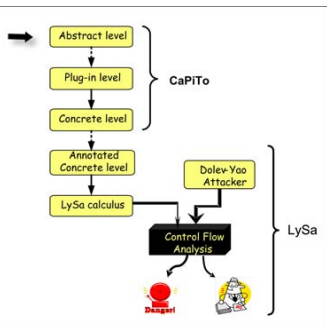 Abstract level
Plug-in level
CaPiTo
Concrete level
Annotated
Concrete level
Dolev-Yao
Attacker
LySa calculus
LySa
Control Flow
Analysis
Danger!